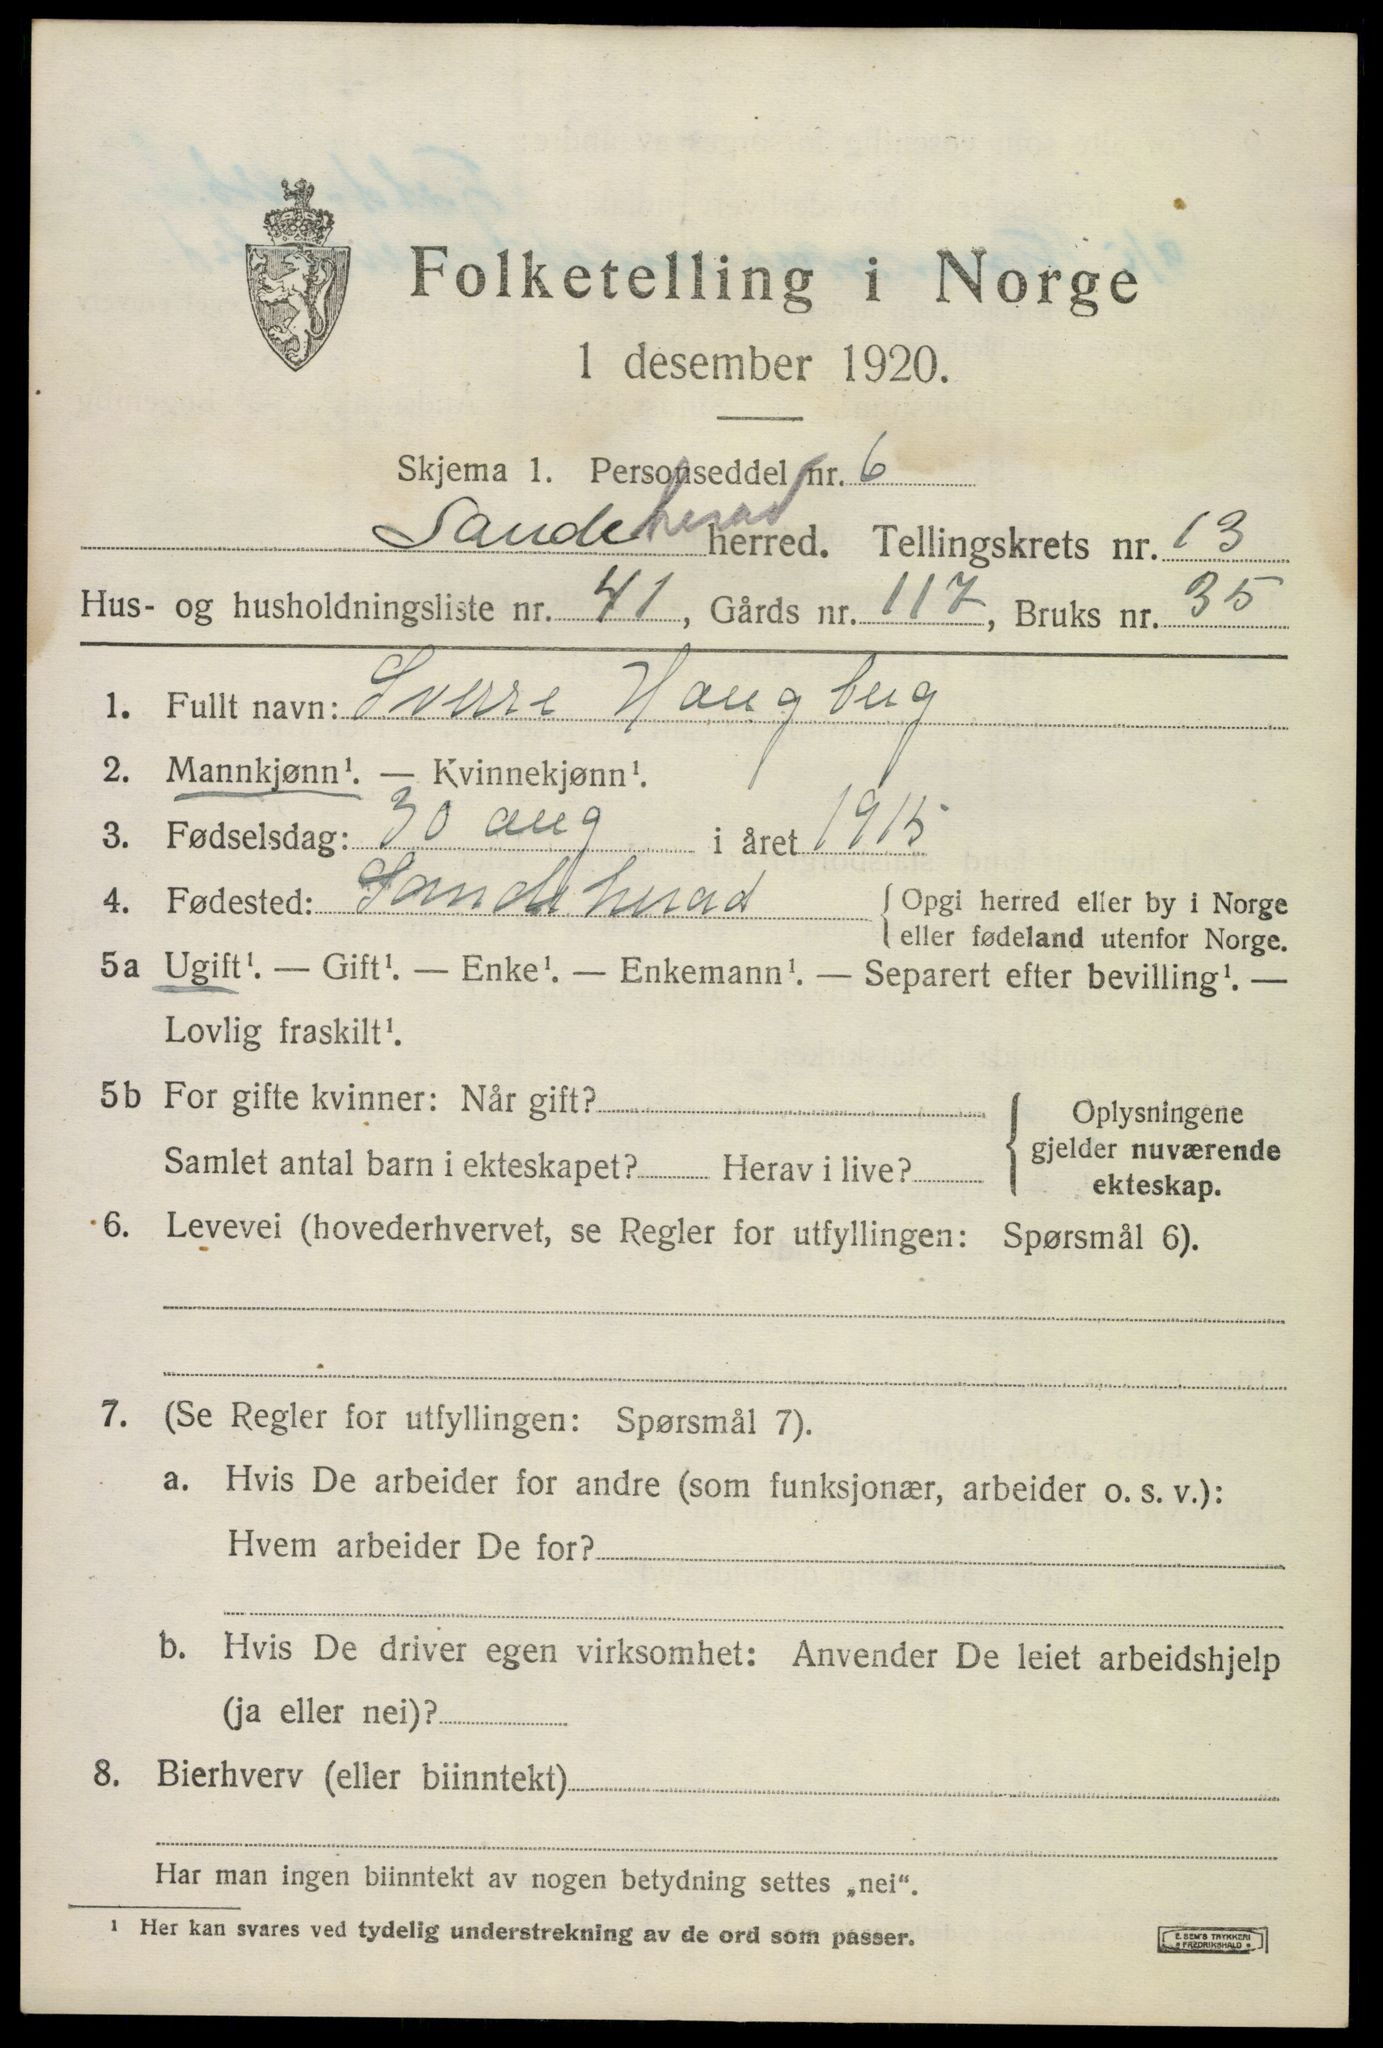 Folketelling i Norge
1 desember 1920.
Skjema 1. Personseddel nr. 6
Sandeherad herred. Tellingskrets nr. 13
Hus- og husholdningsliste nr. 41, Gårds nr. 117, Bruks nr. 35
1. Fullt navn: Sverre Haugberg
2. Mannkjønn¹. — Kvinnekjønn¹.
3. Fødselsdag: 30 aug i året 1915
4. Fødested: Sandeherad { Opgi herred eller by i Norge
eller fødeland utenfor Norge.
5a Ugift¹. — Gift¹. — Enke¹. — Enkemann¹. — Separert efter bevilling¹. —
Lovlig fraskilt¹.
5b For gifte kvinner: Når gift?
Samlet antal barn i ekteskapet? Herav i live?
Oplysningene
gjelder nuværende
ekteskap.
6. Levevei (hovederhvervet, se Regler for utfyllingen: Spørsmål 6).
7. (Se Regler for utfyllingen: Spørsmål 7).
a. Hvis De arbeider for andre (som funksjonær, arbeider o. s. v.):
Hvem arbeider De for?
b. Hvis De driver egen virksomhet: Anvender De leiet arbeidshjelp
(ja eller nei)?
8. Bierhverv (eller biinntekt)
Har man ingen biinntekt av nogen betydning settes „nei“.
¹ Her kan svares ved tydelig understrekning av de ord som passer.
E. SEM'S TRYKKERI
FREDRIKSHALD